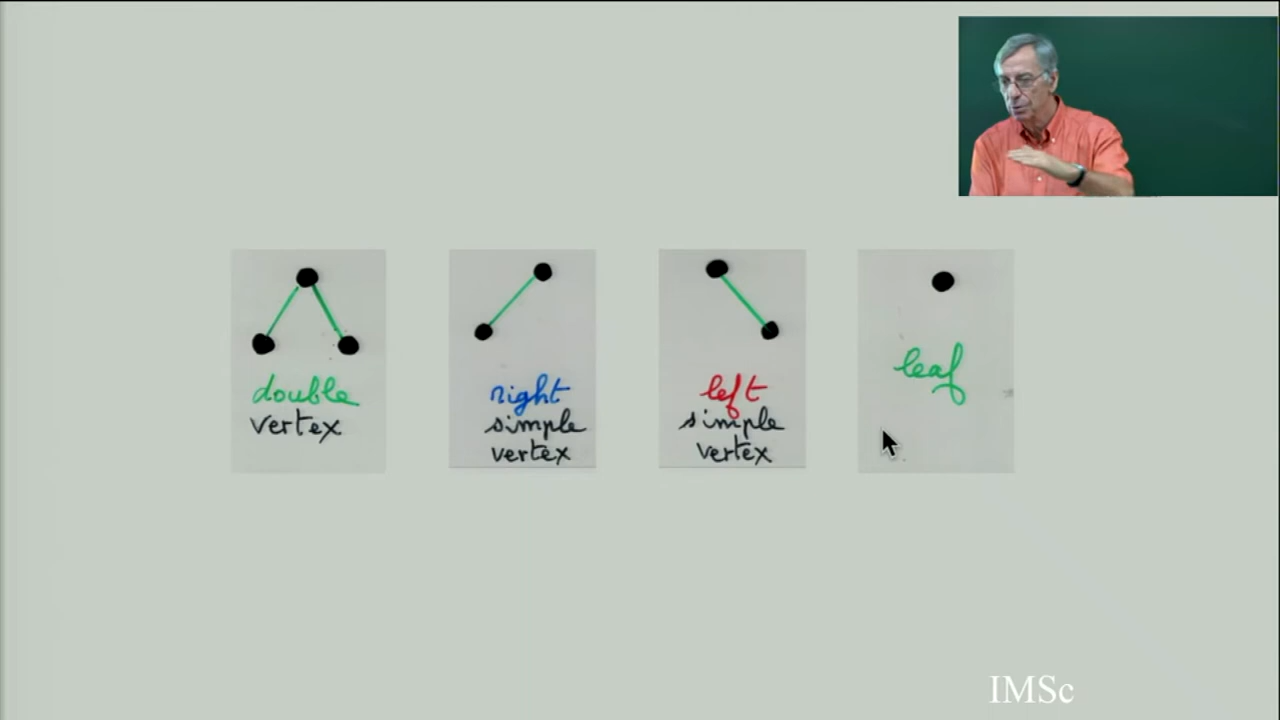 double
vertex
right
simple
vertex
left
simple
vertex
leaf
IMSc